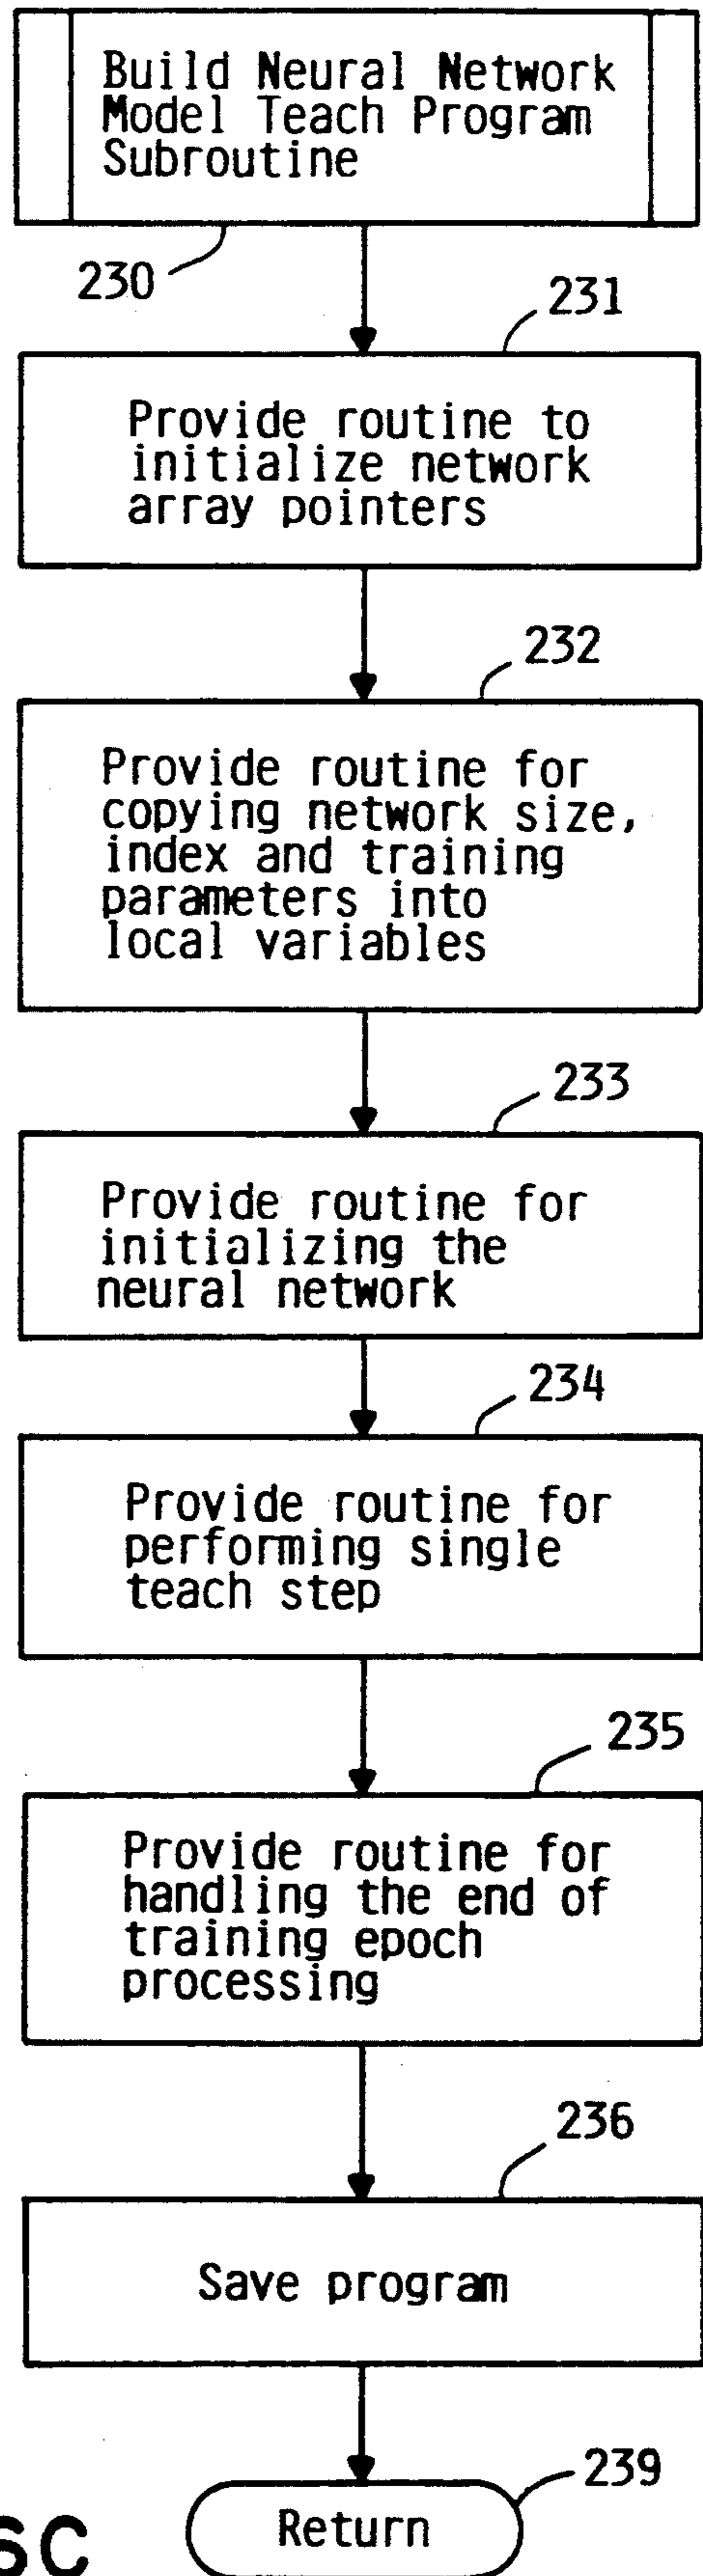 Build Neural Network
Model Teach Program
Subroutine
230
231
Provide routine to
initialize network
array pointers
232
Provide routine for
copying network size,
index and training
parameters into
local variables
233
Provide routine for
initializing the
neural network
234
Provide routine for
performing single
teach step
235
Provide routine for
handling the end of
training epoch
processing
236
Save program
239
Return